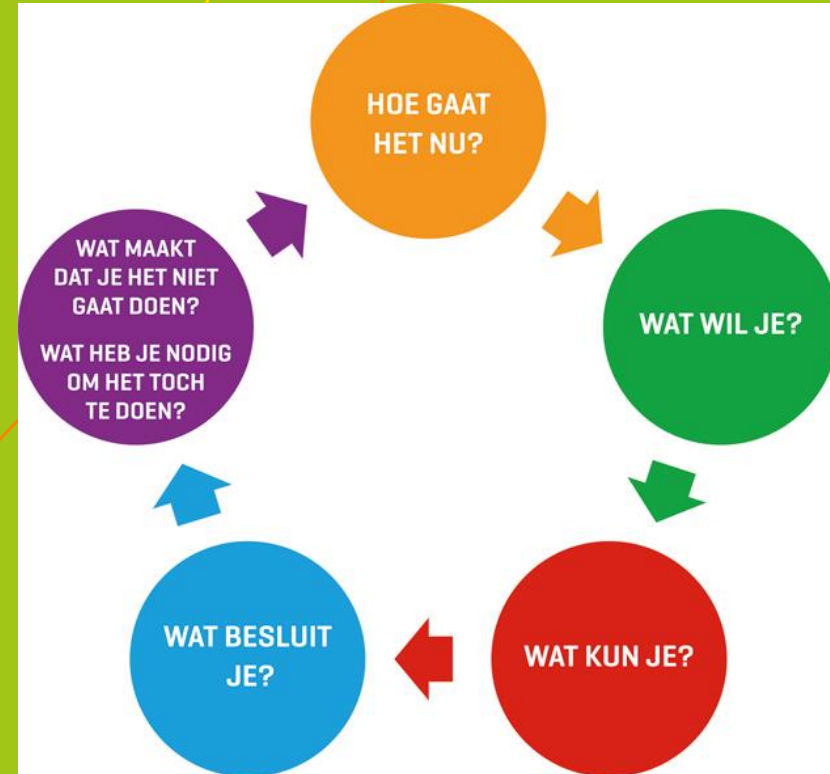 HOE GAAT
HET NU?
WAT WIL JE?
WAT KUN JE?
WAT BESLUIT
JE?
WAT MAAKT
DAT JE HET NIET
GAAT DOEN?
WAT HEB JE NODIG
OM HET TOCH
TE DOEN?